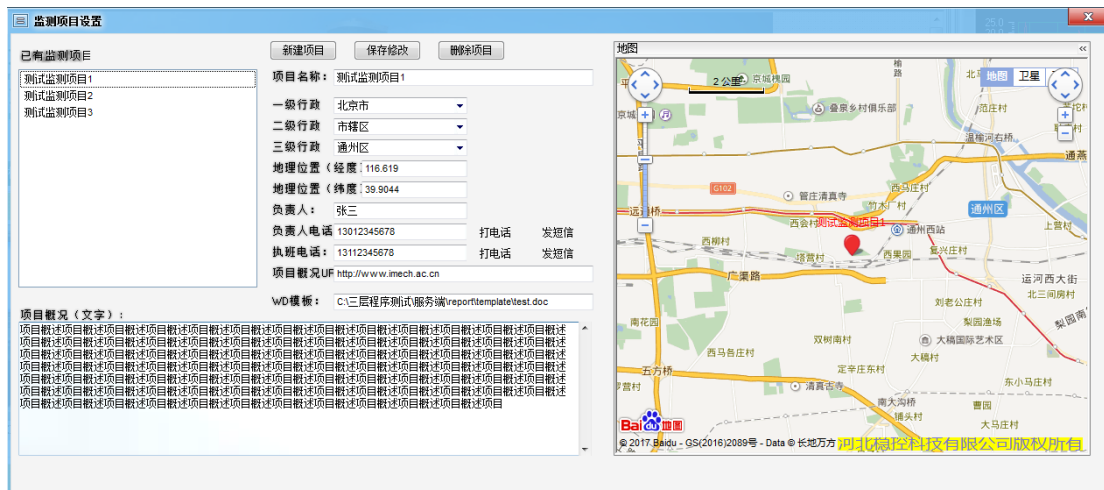 监测项目设置
已有监测项目
测试监测项目1
测试监测项目2
测试监测项目3
新建项目 保存修改 删除项目
项目名称: 测试监测项目1
一级行政 北京市
二级行政 市辖区
三级行政 通州区
地理位置(经度 116.619
地理位置(纬度 39.9044
负责人: 张三
负责人电话 13012345678 打电话 发短信
执班电话: 13112345678 打电话 发短信
项目概况UF http://www.imech.ac.cn
WD模板: C:\三层程序测试\服务端\report\template\test.doc
项目概况(文字):
项目概述项目概述项目概述项目概述项目概述项目概述项目概述项目概述项目概述项目概述项目概述项目概述项目概述
项目概述项目概述项目概述项目概述项目概述项目概述项目概述项目概述项目概述项目概述项目概述项目概述项目概述
项目概述项目概述项目概述项目概述项目概述项目概述项目概述项目概述项目概述项目概述项目概述项目概述项目概述
项目概述项目概述项目概述项目概述项目概述项目概述项目概述项目概述项目概述项目概述项目概述项目概述项目概述
项目概述项目概述项目概述项目概述项目概述项目概述项目概述项目概述项目概述项目概述项目概述项目概述项目概述
项目概述项目概述项目概述项目概述项目概述项目概述项目概述项目概述项目概述项目概述项目概述项目概述项目概述
项目概述项目概述项目概述项目概述项目概述项目概述项目概述项目概述项目概述项目概述项目概述项目
地图
2 公里 京城槐园
榆
路
地图 卫星
叠泉乡村俱乐部
范庄村
京城
温榆河右桥
通燕
G102
管庄清真寺
西马庄村
竹木厂村
通州区
远通桥
西会村
测试监测项目1
通州西站
上营村
西柳村
塔营村
西果园
复兴庄村
广渠路
运河西大街
北三间房村
刘老公庄村
南花园
梨园渔场
梨园南
双树南村
大稿国际艺术区
西马各庄村
大稿村
五方桥
定辛庄东村
清真古寺
东小马庄村
南大沟桥
曹园
铺头村
大马庄村
Bai du 地图
© 2017 Baidu - GS(2016)2089号 - Data © 长地万方
河北稳控科技有限公司版权所有